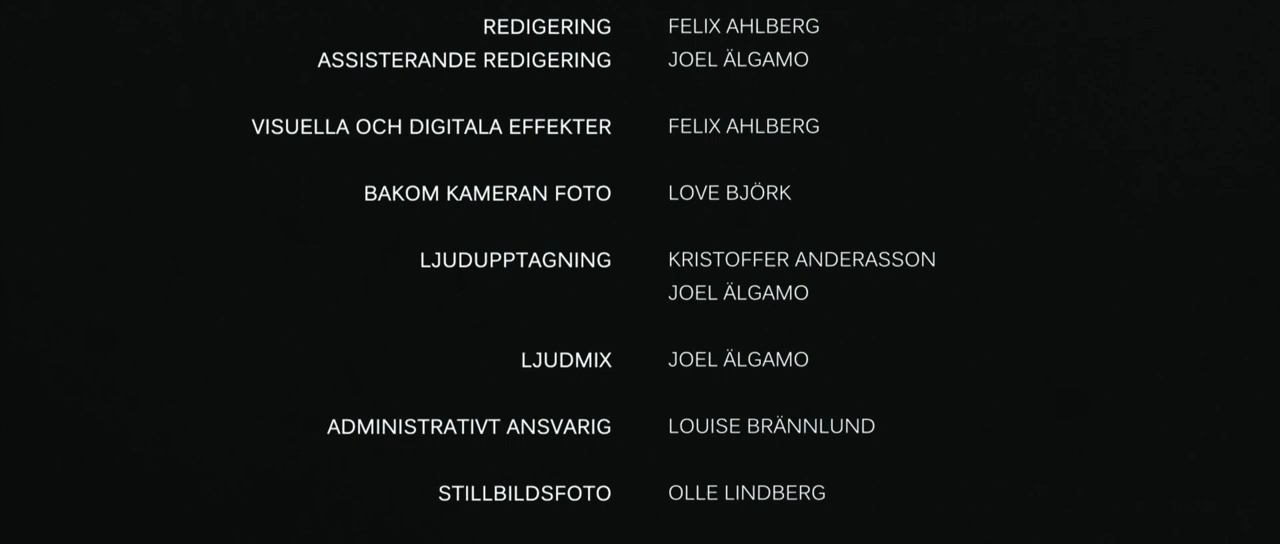 REDIGERING FELIX AHLBERG
ASSISTERANDE REDIGERING JOEL ÄLGAMO
VISUELLA OCH DIGITALA EFFEKTER FELIX AHLBERG
BAKOM KAMERAN FOTO LOVE BJÖRK
LJUDUPPTAGNING KRISTOFFER ANDERASSON
JOEL ÄLGAMO
LJUDMIX JOEL ÄLGAMO
ADMINISTRATIVT ANSVARIG LOUISE BRÄNNLUND
STILLBILDSFOTO OLLE LINDBERG